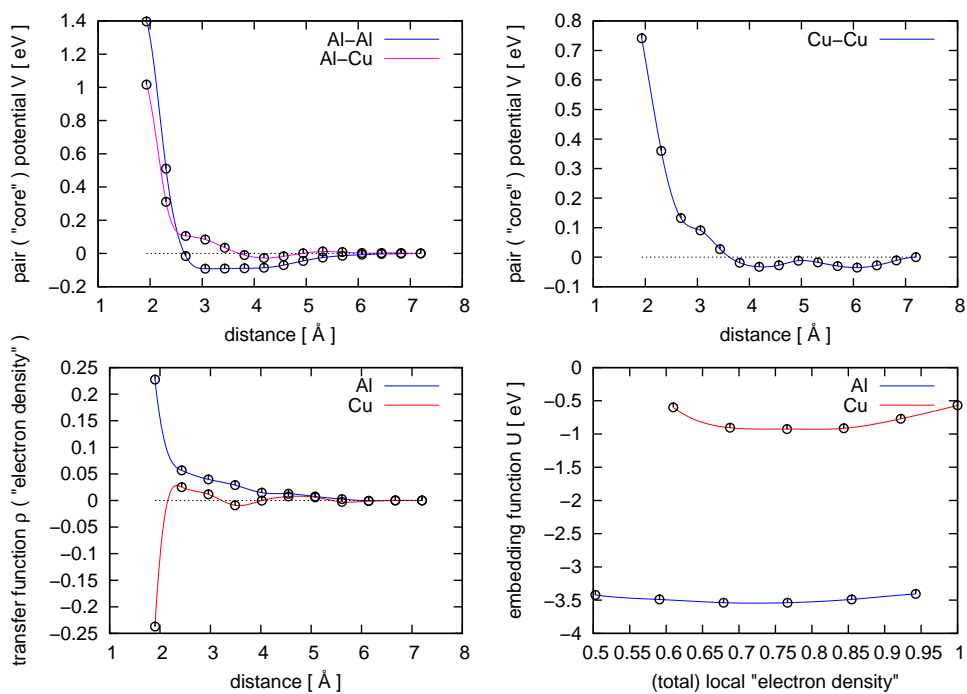 pair ( "core" ) potential V [ eV ]
1.4
1.2
1
0.8
0.6
0.4
0.2
0
−0.2
Al−Al
Al−Cu
1 2 3 4 5 6 7 8
distance [ Å ]
pair ( "core" ) potential V [ eV ]
0.8
0.7
0.6
0.5
0.4
0.3
0.2
0.1
0
−0.1
Cu−Cu
1 2 3 4 5 6 7 8
distance [ Å ]
transfer function ρ ( "electron density" )
0.25
0.20
0.15
0.10
0.05
0
−0.05
−0.1
−0.15
−0.2
−0.25
Al
Cu
1 2 3 4 5 6 7 8
distance [ Å ]
embedding function U [ eV ]
0
−0.5
−1
−1.5
−2
−2.5
−3
−3.5
−4
Al
Cu
0.5 0.55 0.6 0.65 0.7 0.75 0.8 0.85 0.9 0.95 1
(total) local "electron density"